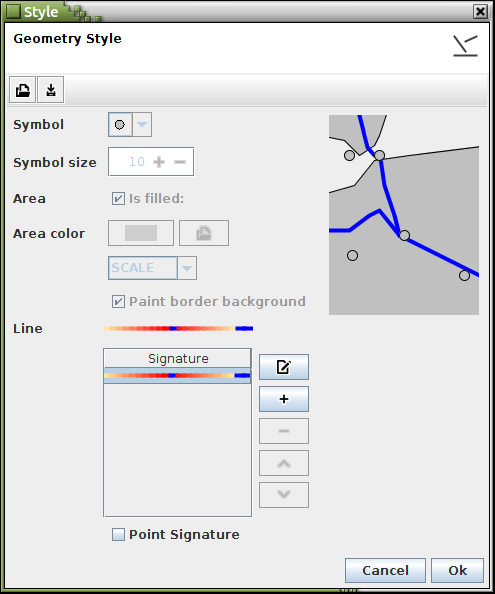 Style
Geometry Style
Symbol
Symbol size 10
Area Is filled:
Area color
SCALE
Paint border background
Line
Signature
Point Signature
Cancel Ok